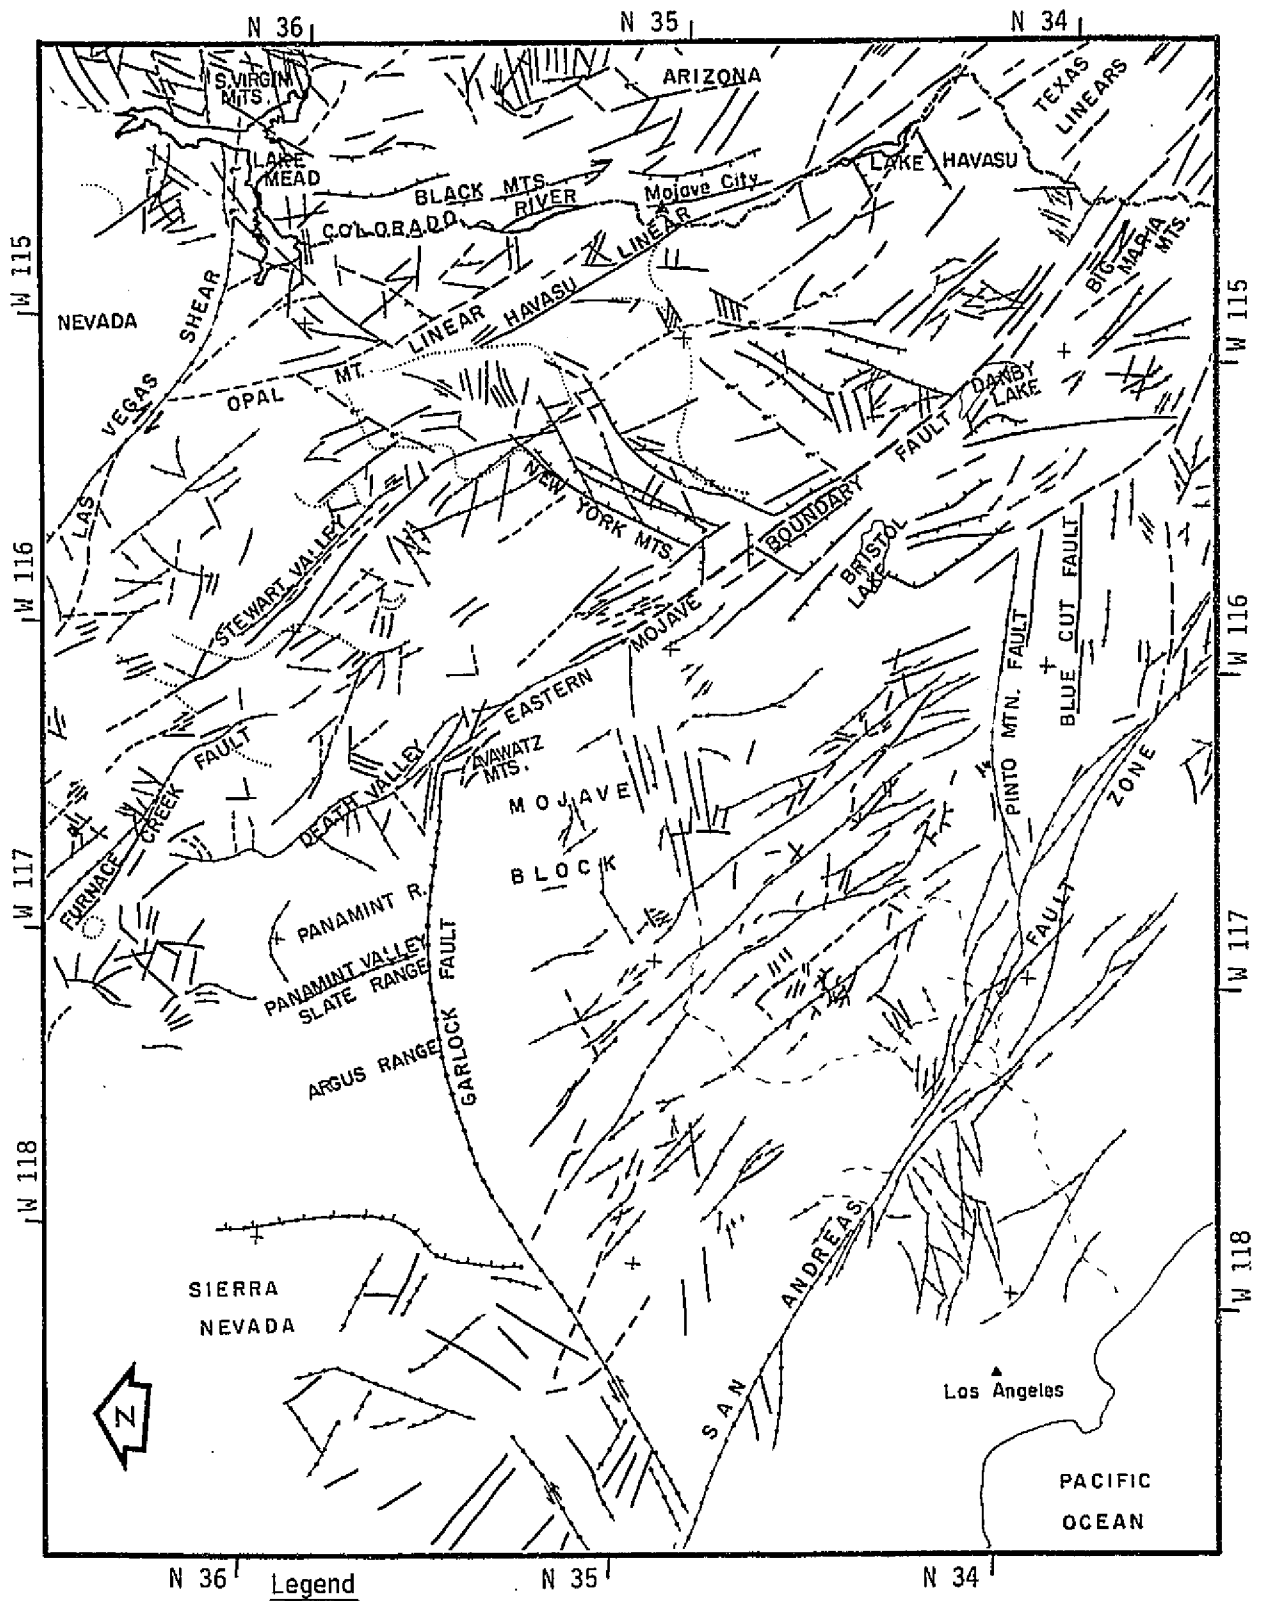 N 36
N 35
N 34
S. VIRGIN
MTS.
ARIZONA
TEXAS
LINEARS
LAKE
MEAD
BLACK MTS.
RIVER
COLORADO
Mojave City
LAKE HAVASU
BIG MARIA
MTS.
W 115
W 115
NEVADA
LAS VEGAS SHEAR
OPAL MT. LINEAR
HAVASU LINEAR
DANBY
LAKE
NEW YORK MTS.
STEWART VALLEY
EASTERN MOJAVE BOUNDARY FAULT
BRISTOL
LAKE
W 116
W 116
PINTO MTN. FAULT
BLUE CUT FAULT
FURNACE CREEK FAULT
DEATH VALLEY
AVAWATZ
MTS.
MOJAVE
BLOCK
W 117
W 117
PANAMINT R.
PANAMINT VALLEY
SLATE RANGE
ARGUS RANGE
GARLOCK FAULT
SAN ANDREAS FAULT ZONE
W 118
W 118
SIERRA
NEVADA
N
Los Angeles
PACIFIC
OCEAN
N 36
N 35
N 34
Legend